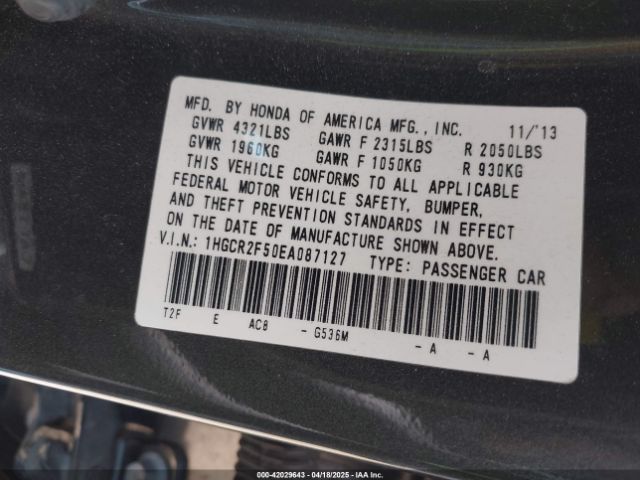 MFD. BY HONDA OF AMERICA MFG., INC. 11/'13
GVWR 4321LBS GAWR F 2315LBS R 2050LBS
GVWR 1960KG GAWR F 1050KG R 930KG
THIS VEHICLE CONFORMS TO ALL APPLICABLE
FEDERAL MOTOR VEHICLE SAFETY, BUMPER,
AND THEFT PREVENTION STANDARDS IN EFFECT
ON THE DATE OF MANUFACTURE SHOWN ABOVE.
V.I.N.: 1HGCR2F50EA087127 TYPE: PASSENGER CAR
T2F E AC8 - G536M - A - A
000-42029643 - 04/18/2025 - IAAI.COM